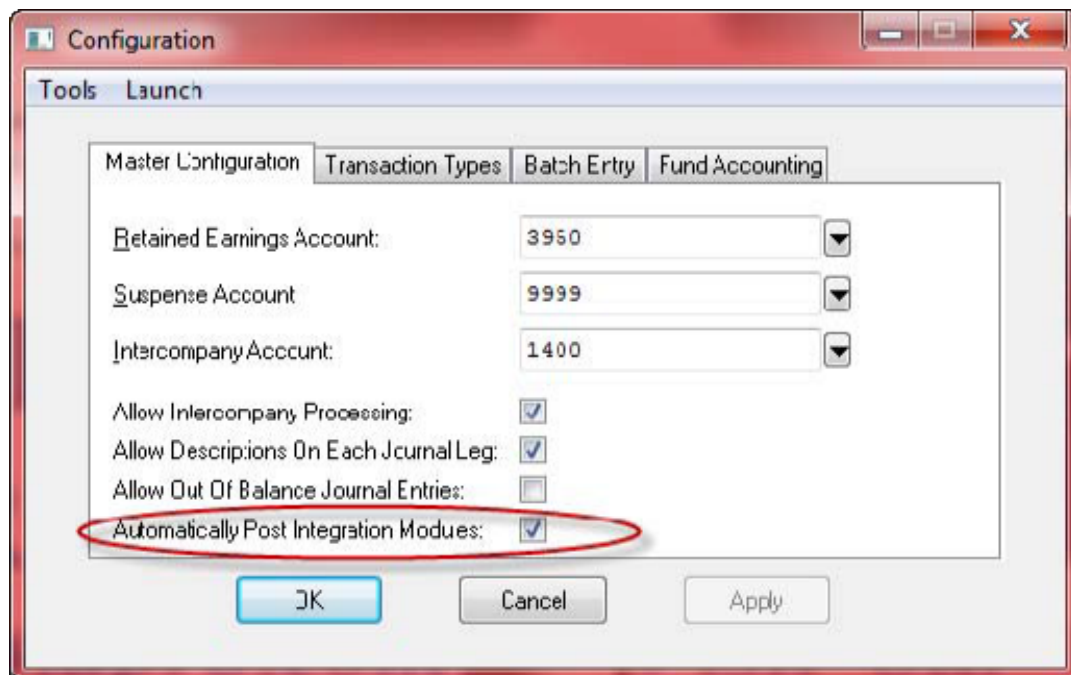 Configuration
Tools Launch
Master Configuration Transaction Types Batch Entry Fund Accounting
Retained Earnings Account: 3950
Suspense Account 9999
Intercompany Account: 1400
Allow Intercompany Processing:
Allow Descriptions On Each Journal Leg:
Allow Out Of Balance Journal Entries:
Automatically Post Integration Modules:
OK Cancel Apply